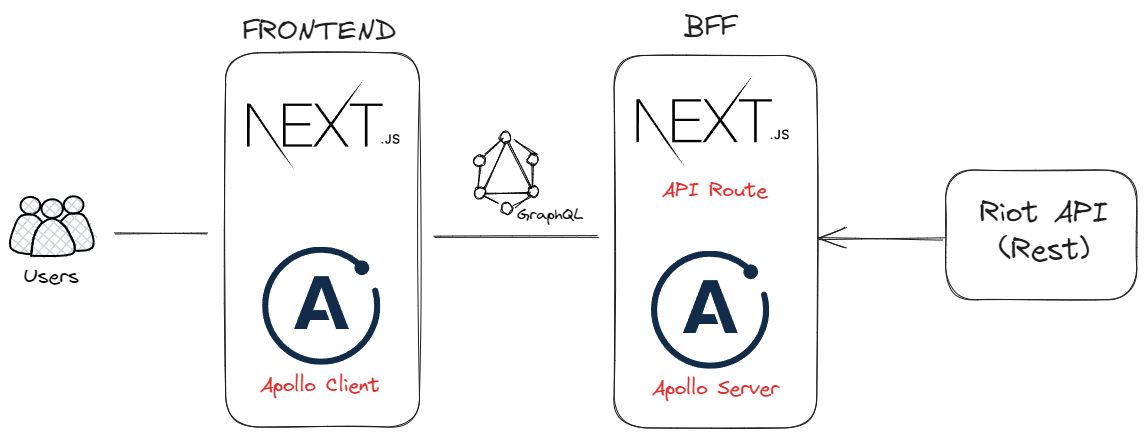 FRONTEND
BFF
NEXT.JS
NEXT.JS
API Route
GraphQL
Riot API
(Rest)
Users
A
A
Apollo Client
Apollo Server